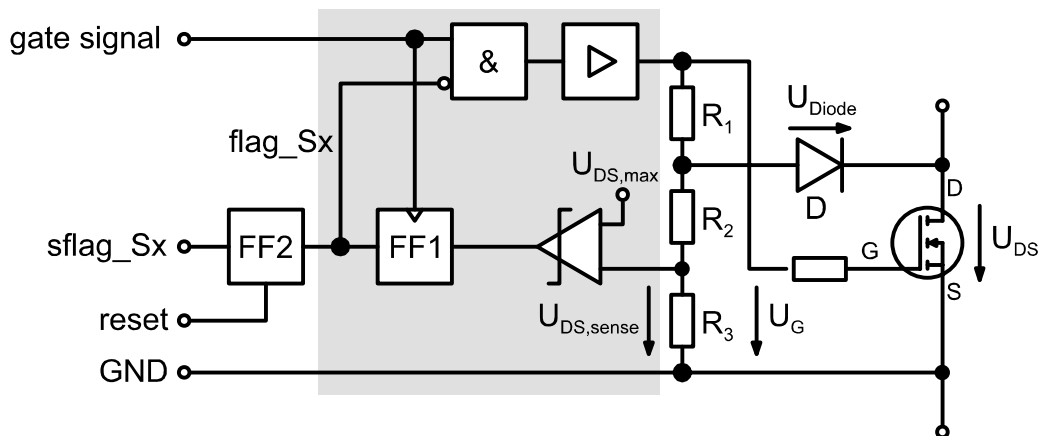 gate signal
&
R1
UDiode
flag_Sx
UDS,max
D
D
sflag_Sx
FF2
FF1
R2
G
UDS
S
reset
UDS,sense
R3
UG
GND